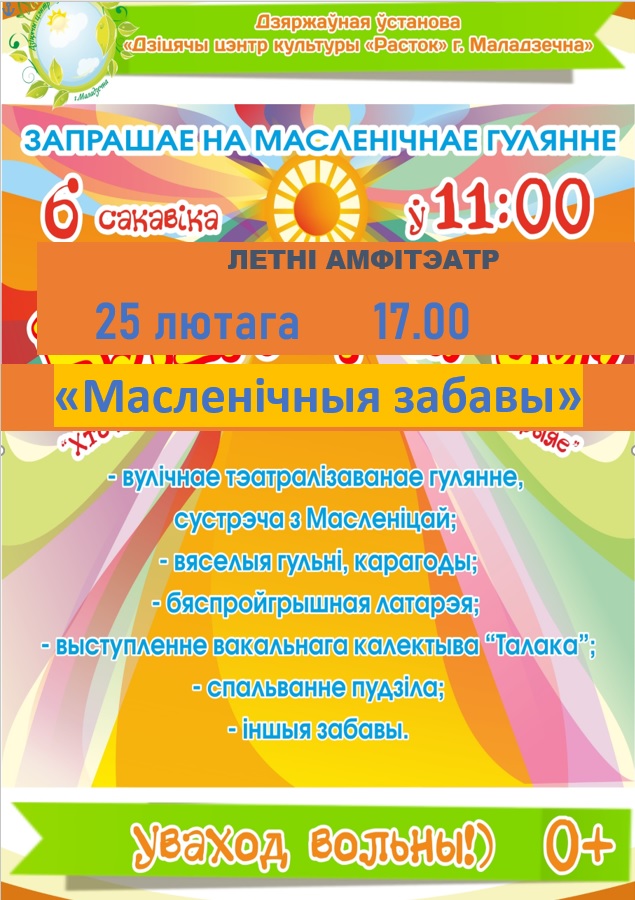 Дзяржаўная ўстанова
«Дзіцячы цэнтр культуры «Расток» г. Маладзечна»
г.Маладзечна
ЗАПРАШАЕ НА МАСЛЕНІЧНАЕ ГУЛЯННЕ
6 сакавіка ў 11:00
ЛЕТНІ АМФІТЭАТР
25 лютага 17.00
«Масленічныя забавы»
- вулічнае тэатралізаванае гулянне,
сустрэча з Масленіцай;
- вяселыя гульні, карагоды;
- бяспройгрышная латарэя;
- выступленне вакальнага калектыва “Талака”;
- спальванне пудзіла;
- іншыя забавы.
Уваход вольны!) 0+